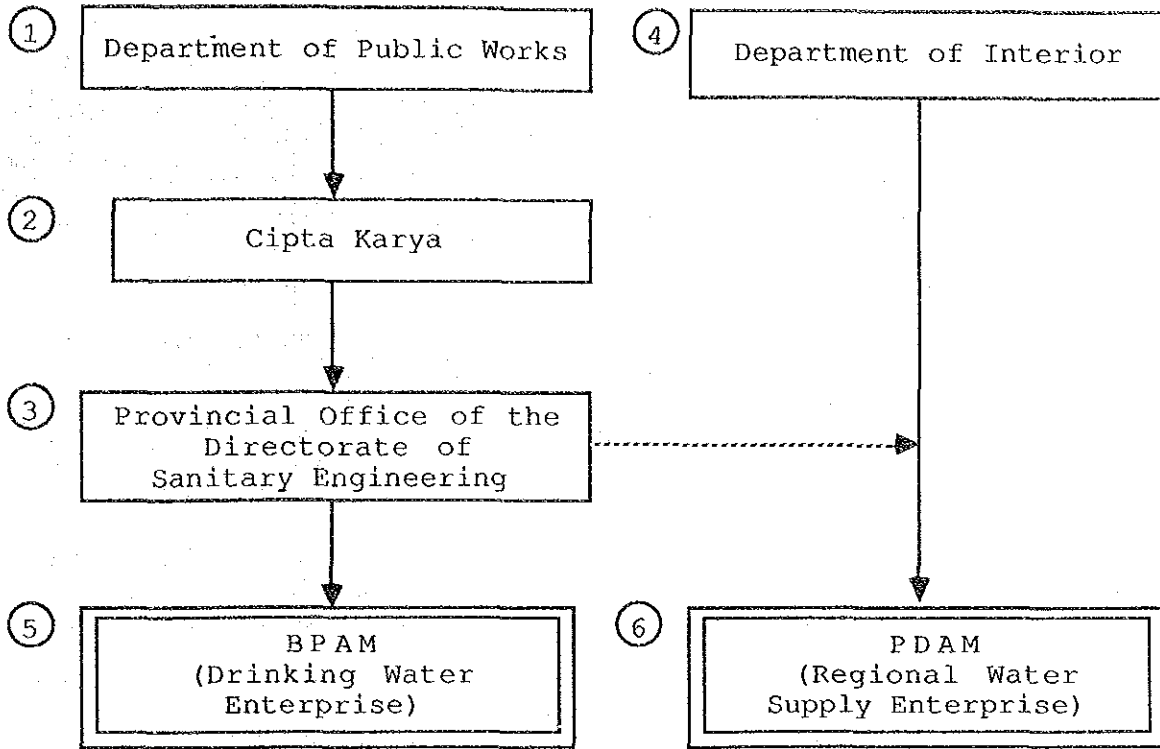 1
Department of Public Works
4
Department of Interior
2
Cipta Karya
3
Provincial Office of the
Directorate of
Sanitary Engineering
5
BPAM
(Drinking Water
Enterprise)
6
PDAM
(Regional Water
Supply Enterprise)